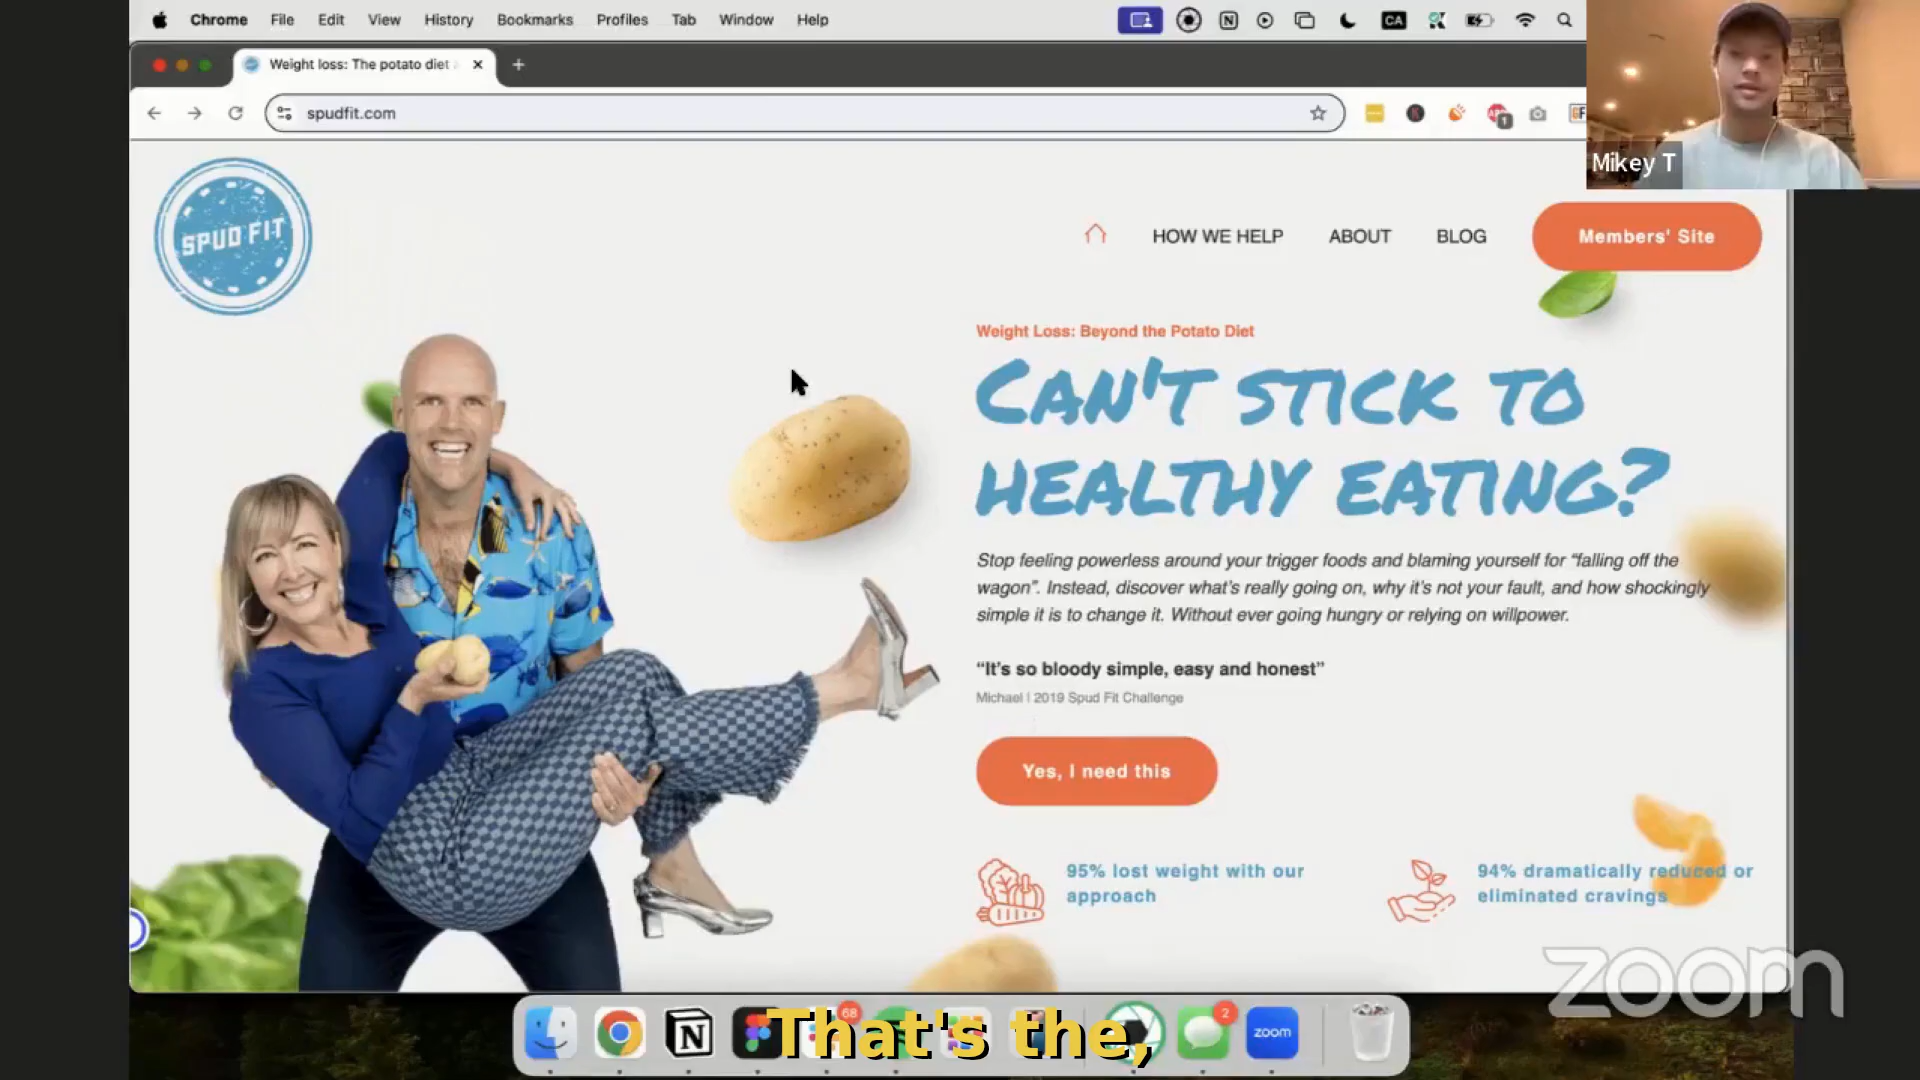 Chrome File Edit View History Bookmarks Profiles Tab Window Help
CA
Weight loss: The potato diet
spudfit.com
1
Mikey T
SPUD FIT
HOW WE HELP
ABOUT
BLOG
Members' Site
Weight Loss: Beyond the Potato Diet
CAN'T STICK TO
HEALTHY EATING?
Stop feeling powerless around your trigger foods and blaming yourself for “falling off the
wagon”. Instead, discover what's really going on, why it's not your fault, and how shockingly
simple it is to change it. Without ever going hungry or relying on willpower.
“It's so bloody simple, easy and honest”
Michael | 2019 Spud Fit Challenge
Yes, I need this
95% lost weight with our
approach
94% dramatically reduced or
eliminated cravings
zoom
68
2
N
zoom
That's the,